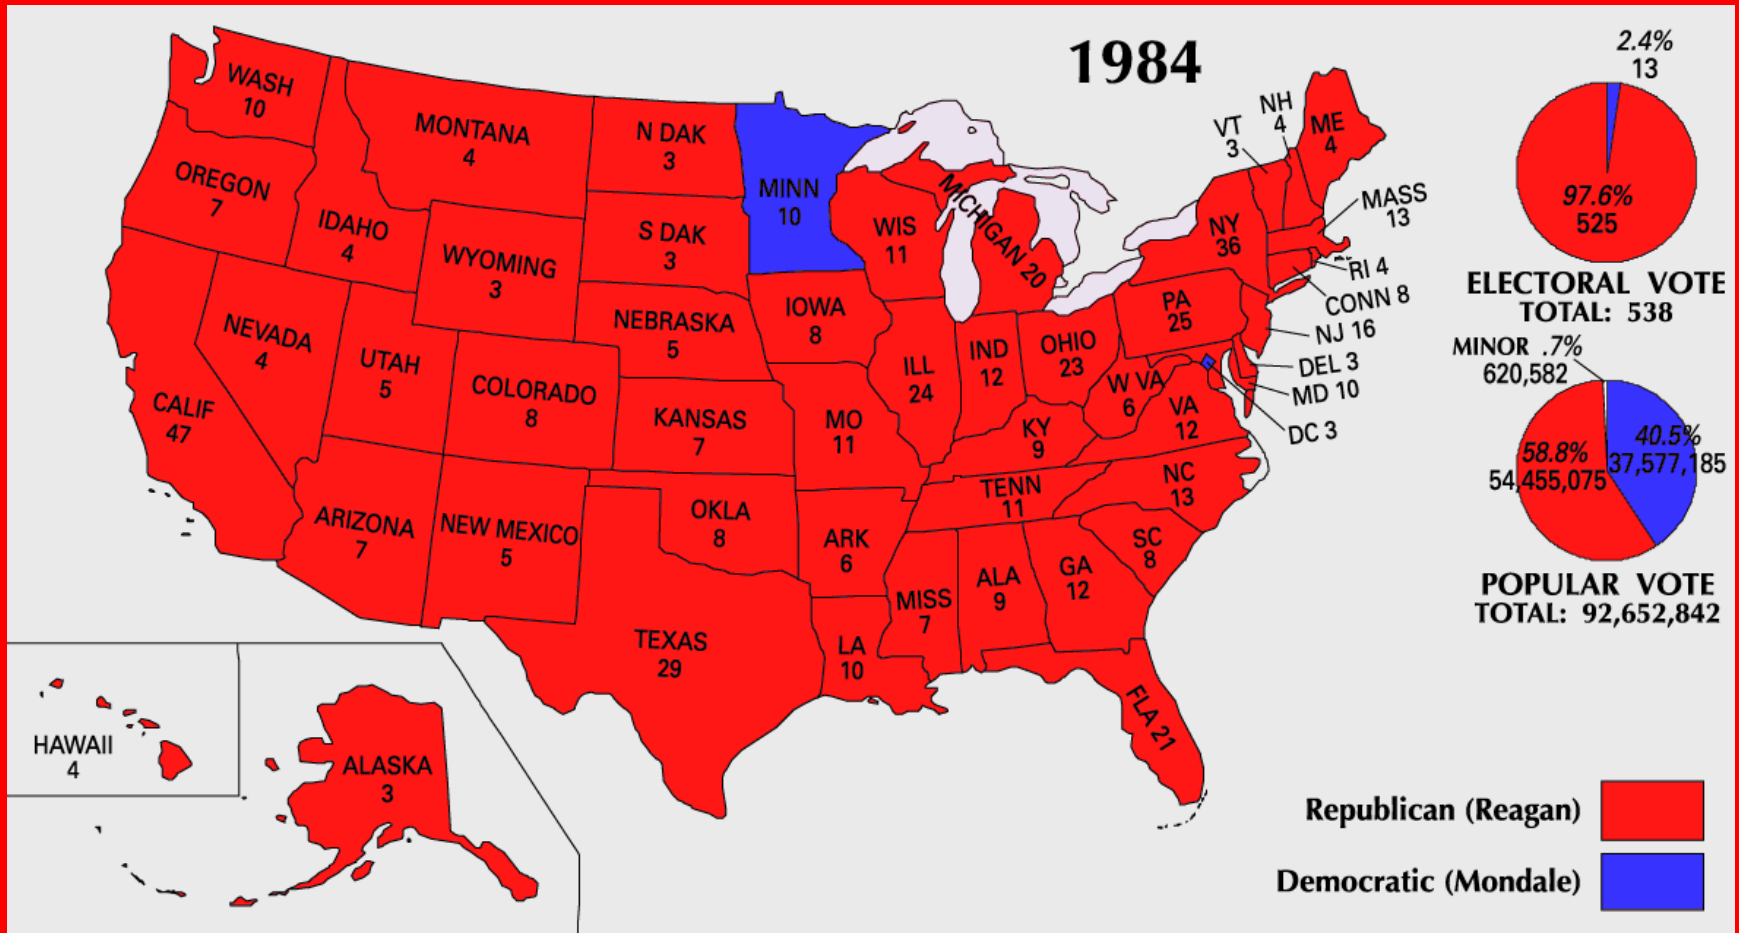 1984
WASH
10
OREGON
7
CALIF
47
IDAHO
4
NEVADA
4
MONTANA
4
WYOMING
3
UTAH
5
COLORADO
8
ARIZONA
7
NEW MEXICO
5
N DAK
3
S DAK
3
NEBRASKA
5
KANSAS
7
OKLA
8
TEXAS
29
MINN
10
IOWA
8
MO
11
ARK
6
LA
10
WIS
11
ILL
24
MICHIGAN 20
IND
12
OHIO
23
KY
9
TENN
11
MISS
7
ALA
9
GA
12
FLA 21
SC
8
NC
13
VA
12
W VA
6
PA
25
NY
36
VT
3
NH
4
ME
4
MASS
13
RI 4
CONN 8
NJ 16
DEL 3
MD 10
DC 3
HAWAII
4
ALASKA
3
2.4%
13
97.6%
525
ELECTORAL VOTE
TOTAL: 538
MINOR .7%
620,582
40.5%
37,577,185
58.8%
54,455,075
POPULAR VOTE
TOTAL: 92,652,842
Republican (Reagan)
Democratic (Mondale)